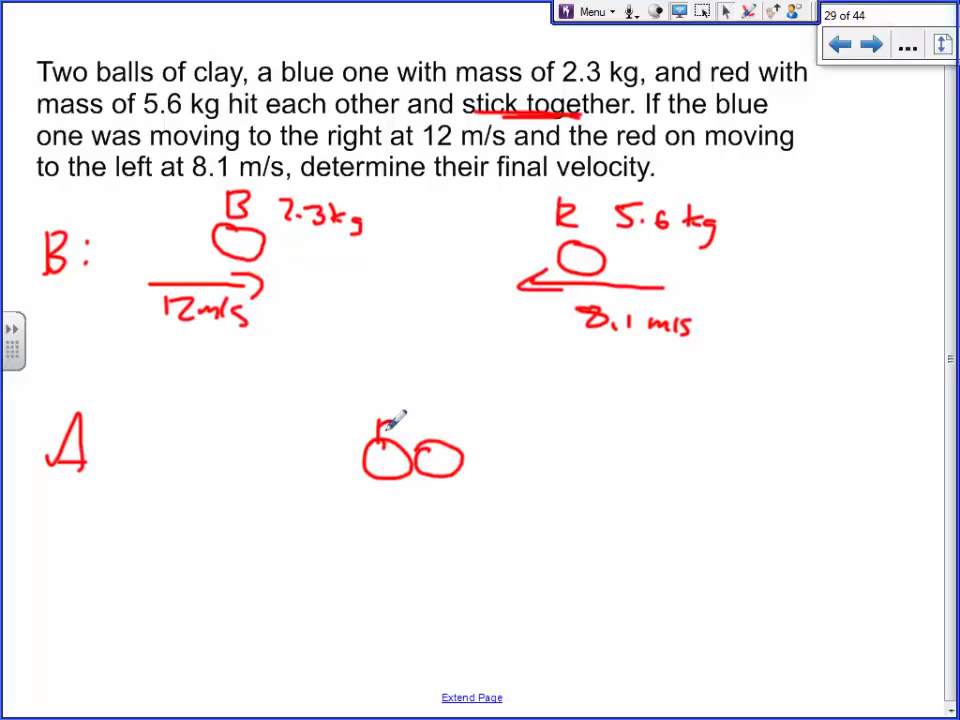 Menu
29 of 44
...
Two balls of clay, a blue one with mass of 2.3 kg, and red with
mass of 5.6 kg hit each other and stick together. If the blue
one was moving to the right at 12 m/s and the red on moving
to the left at 8.1 m/s, determine their final velocity.
B 2.3kg R 5.6 kg
B:
12m/s 8.1 m/s
A
Extend Page